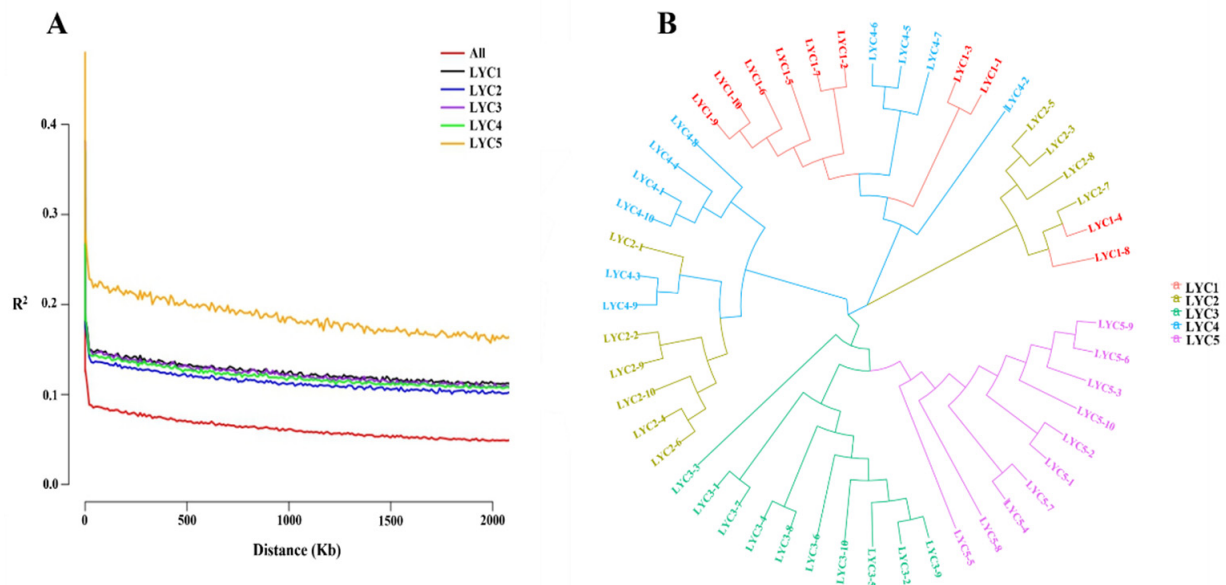 A
All
LYC1
LYC2
LYC3
LYC4
LYC5
0.4
0.3
R²
0.2
0.1
0.0
0
500
1000
1500
2000
Distance (Kb)
B
LYC4-6
LYC4-5
LYC4-7
LYC1-3
LYC1-1
LYC4-2
LYC2-5
LYC2-3
LYC2-8
LYC2-7
LYC1-4
LYC1-8
LYC5-9
LYC5-6
LYC5-3
LYC5-10
LYC5-2
LYC5-1
LYC5-7
LYC5-4
LYC5-8
LYC5-5
LYC3-9
LYC3-2
LYC3-10
LYC3-6
LYC3-8
LYC3-4
LYC3-7
LYC3-1
LYC3-3
LYC2-6
LYC2-4
LYC2-10
LYC2-9
LYC2-2
LYC4-9
LYC4-3
LYC2-1
LYC4-10
LYC4-1
LYC4-4
LYC4-8
LYC1-9
LYC1-10
LYC1-6
LYC1-5
LYC1-7
LYC1-2
a LYC1
a LYC2
a LYC3
a LYC4
a LYC5